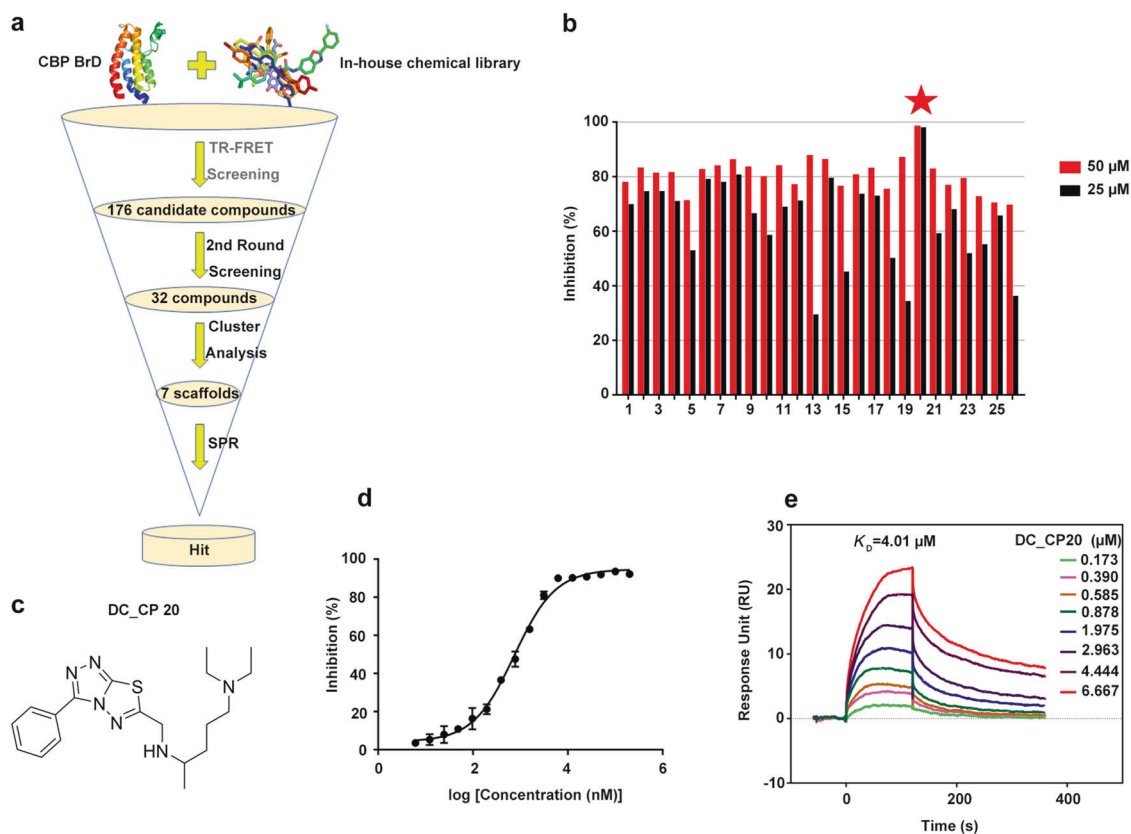 a
CBP BrD
In-house chemical library
TR-FRET
Screening
176 candidate compounds
2nd Round
Screening
32 compounds
Cluster
Analysis
7 scaffolds
SPR
Hit
b
Inhibition (%)
100
80
60
40
20
0
1 3 5 7 9 11 13 15 17 19 21 23 25
50 µM
25 µM
c
DC_CP 20
N N
N
N
N
S
HN
N
d
Inhibition (%)
100
80
60
40
20
0
0 2 4 6
log [Concentration (nM)]
e
Response Unit (RU)
30
20
10
0
-10
0 200 400
Time (s)
KD=4.01 µM
DC_CP20 (µM)
0.173
0.390
0.585
0.878
1.975
2.963
4.444
6.667